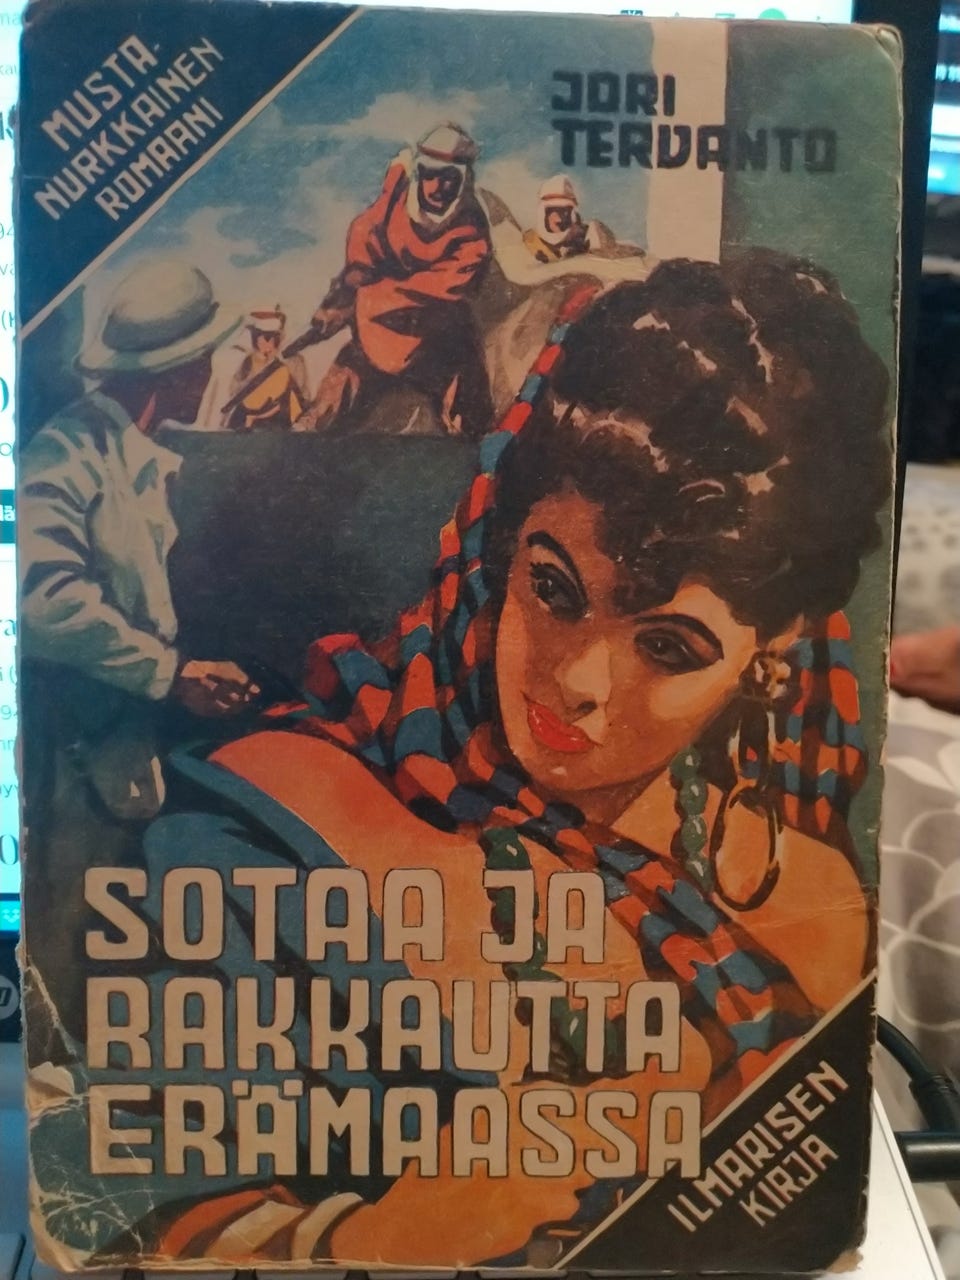 MUSTA-
NURKKAINEN
ROMAANI
JORI
TERVANTO
SOTAA JA
RAKKAUTTA
ERÄMAASSA
ILMARISEN
KIRJA